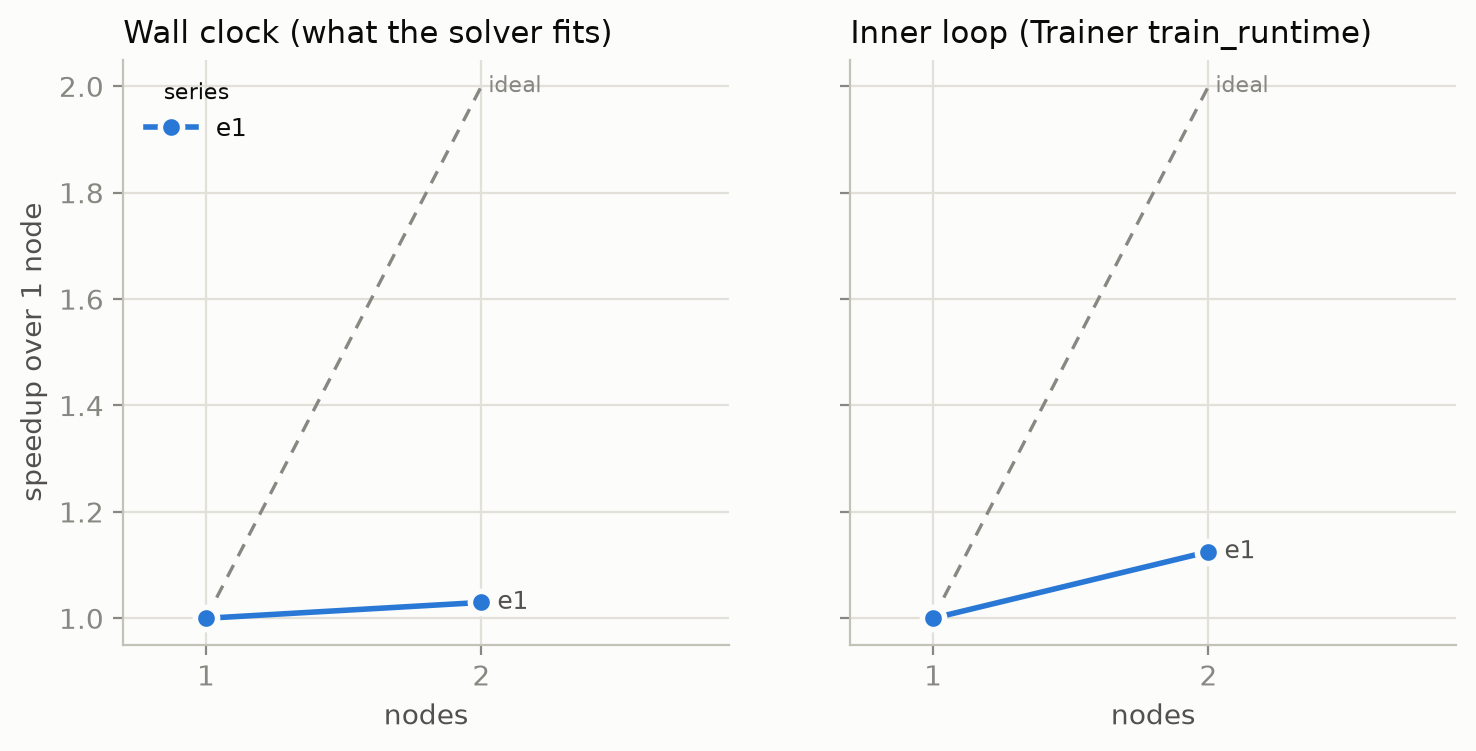 Wall clock (what the solver fits)
series
e1
ideal
e1
2.0
1.8
1.6
1.4
1.2
1.0
speedup over 1 node
1
2
nodes
Inner loop (Trainer train_runtime)
ideal
e1
1
2
nodes